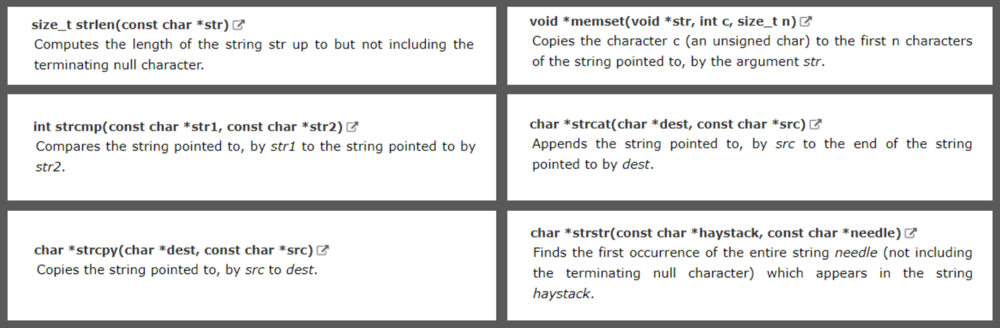 size_t strlen(const char *str)
Computes the length of the string str up to but not including the
terminating null character.
void *memset(void *str, int c, size_t n)
Copies the character c (an unsigned char) to the first n characters
of the string pointed to, by the argument str.
int strcmp(const char *str1, const char *str2)
Compares the string pointed to, by str1 to the string pointed to by
str2.
char *strcat(char *dest, const char *src)
Appends the string pointed to, by src to the end of the string
pointed to by dest.
char *strcpy(char *dest, const char *src)
Copies the string pointed to, by src to dest.
char *strstr(const char *haystack, const char *needle)
Finds the first occurrence of the entire string needle (not including
the terminating null character) which appears in the string
haystack.